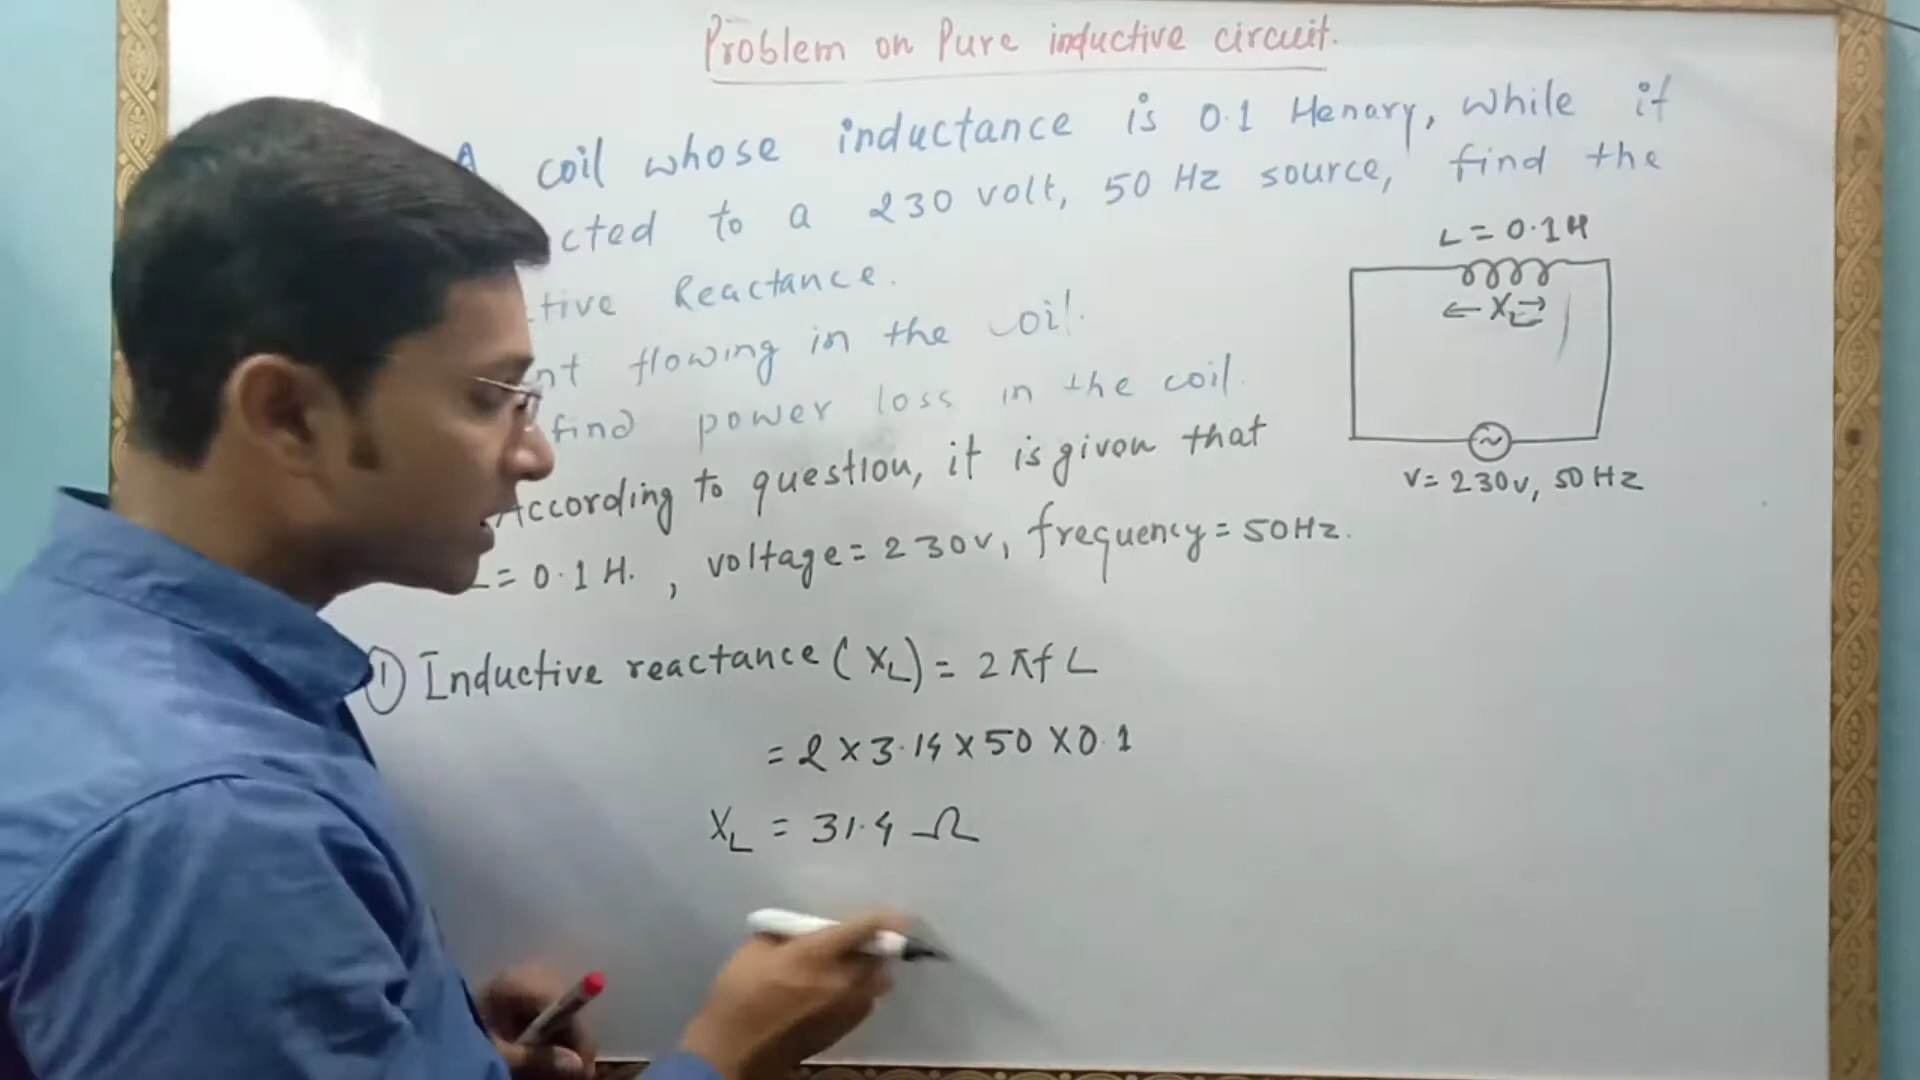 Problem on Pure inductive circuit.
A coil whose inductance is 0.1 Henary, while if
cted to a 230 volt, 50 Hz source, find the
tive Reactance.
nt flowing in the coil.
find power loss in the coil.
According to question, it is given that
L = 0.1 H. , voltage = 230v, frequency = 50Hz.
① Inductive reactance (XL) = 2πfL
= 2 × 3.14 × 50 × 0.1
XL = 31.4 Ω
L = 0.1H
← XL →
V = 230v, 50 Hz